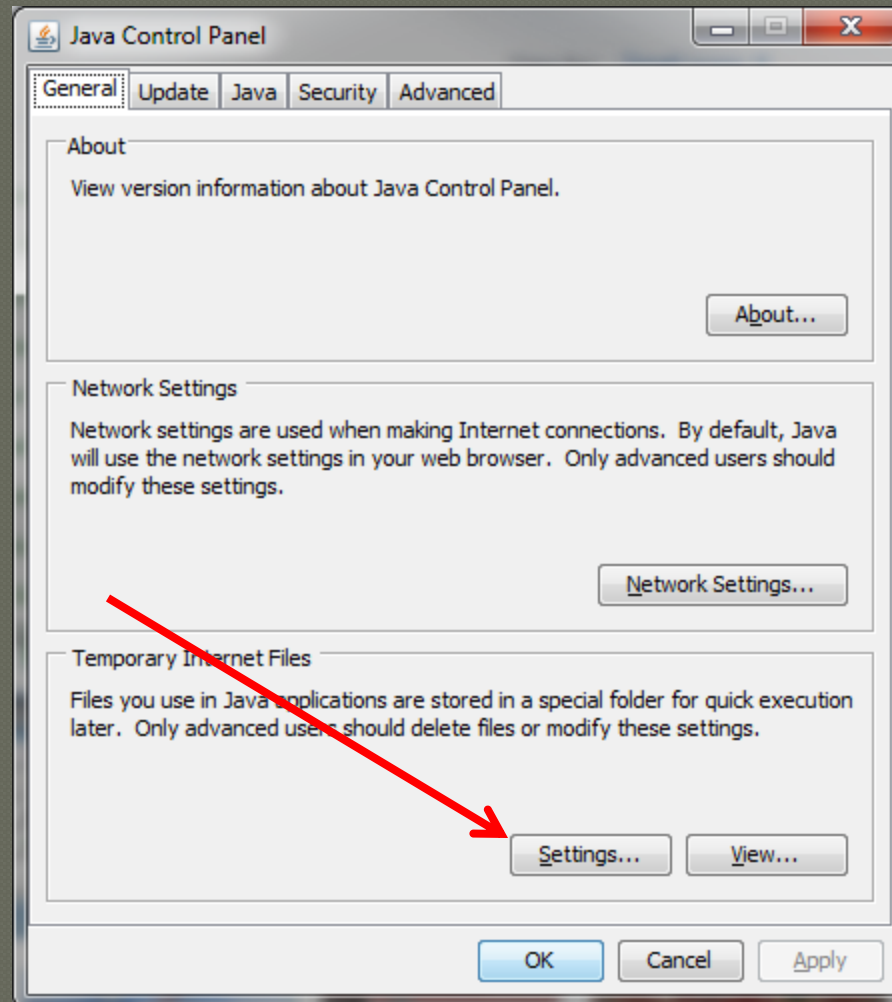 Java Control Panel
General Update Java Security Advanced
About
View version information about Java Control Panel.
About...
Network Settings
Network settings are used when making Internet connections.  By default, Java
will use the network settings in your web browser.  Only advanced users should
modify these settings.
Network Settings...
Temporary Internet Files
Files you use in Java applications are stored in a special folder for quick execution
later.  Only advanced users should delete files or modify these settings.
Settings... View...
OK Cancel Apply